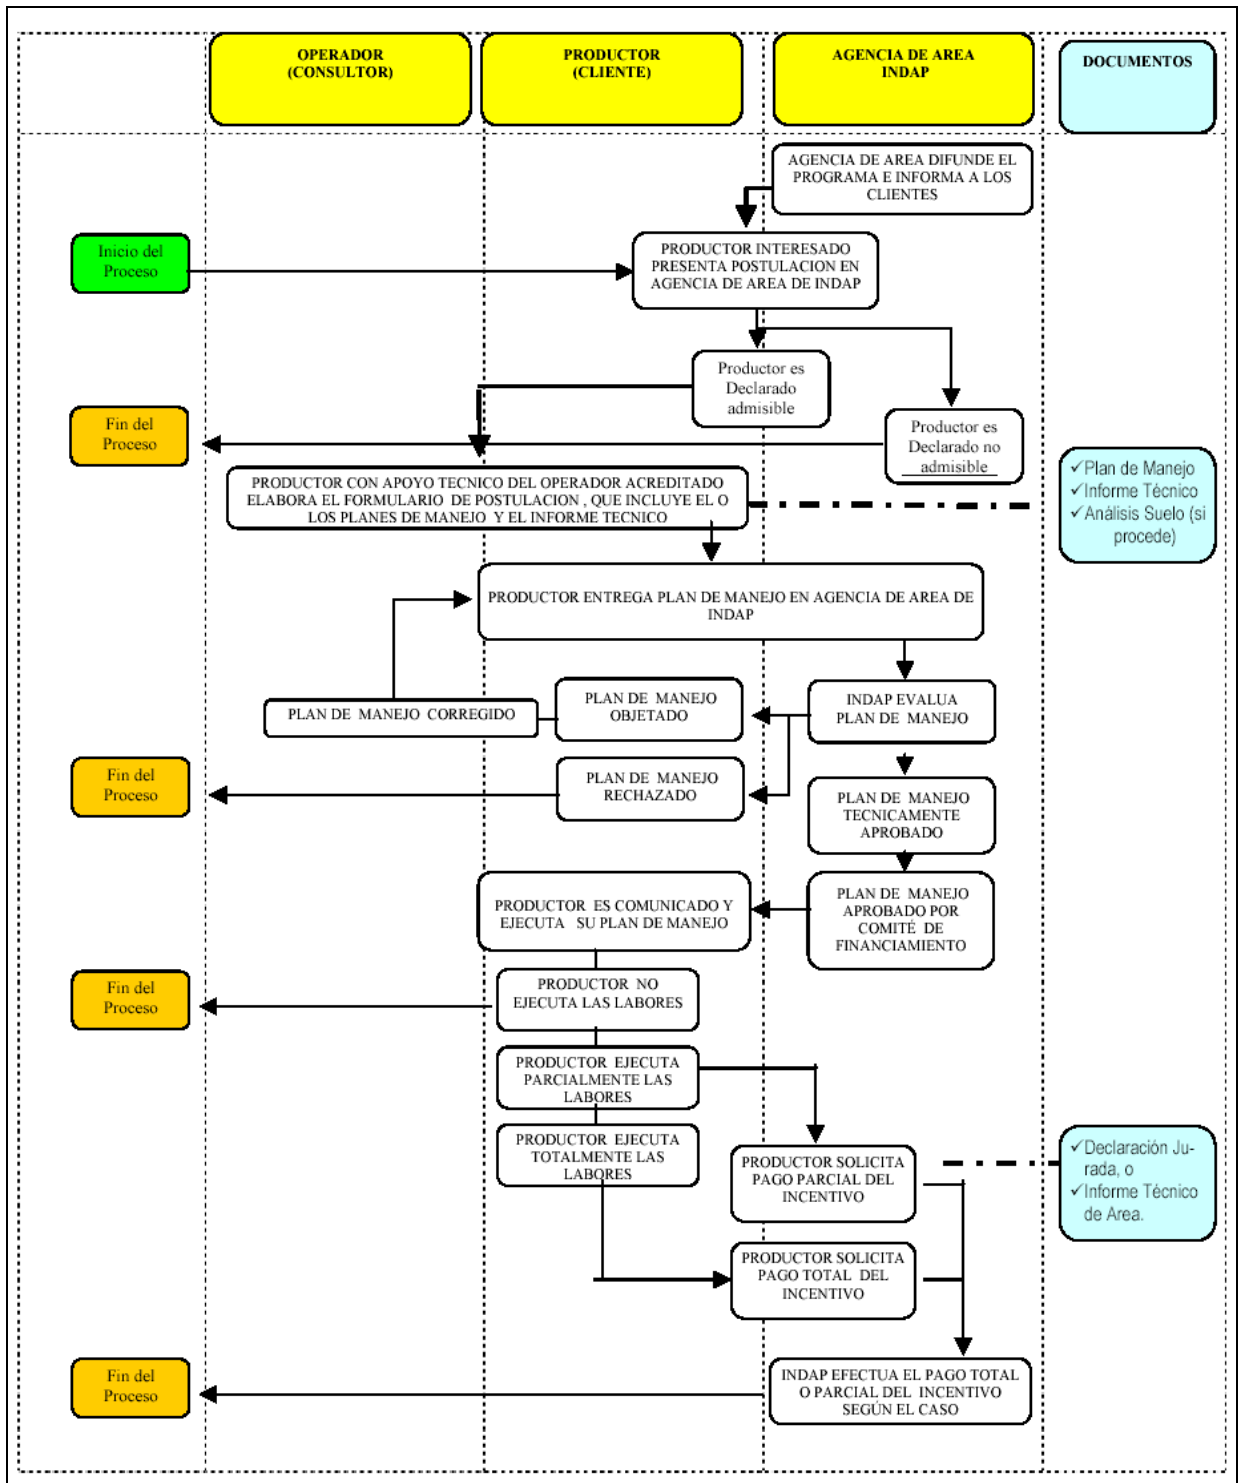 OPERADOR
(CONSULTOR)
PRODUCTOR
(CLIENTE)
AGENCIA DE AREA
INDAP
DOCUMENTOS
AGENCIA DE AREA DIFUNDE EL
PROGRAMA E INFORMA A LOS
CLIENTES
Inicio del
Proceso
PRODUCTOR INTERESADO
PRESENTA POSTULACION EN
AGENCIA DE AREA DE INDAP
Productor es
Declarado
admisible
Fin del
Proceso
Productor es
Declarado no
admisible
PRODUCTOR CON APOYO TECNICO DEL OPERADOR ACREDITADO
ELABORA EL FORMULARIO DE POSTULACION , QUE INCLUYE EL O
LOS PLANES DE MANEJO Y EL INFORME TECNICO
✓Plan de Manejo
✓Informe Técnico
✓Análisis Suelo (si
procede)
PRODUCTOR ENTREGA PLAN DE MANEJO EN AGENCIA DE AREA DE
INDAP
PLAN DE MANEJO CORREGIDO
PLAN DE MANEJO
OBJETADO
INDAP EVALUA
PLAN DE MANEJO
Fin del
Proceso
PLAN DE MANEJO
RECHAZADO
PLAN DE MANEJO
TECNICAMENTE
APROBADO
PRODUCTOR ES COMUNICADO Y
EJECUTA SU PLAN DE MANEJO
PLAN DE MANEJO
APROBADO POR
COMITÉ DE
FINANCIAMIENTO
Fin del
Proceso
PRODUCTOR NO
EJECUTA LAS LABORES
PRODUCTOR EJECUTA
PARCIALMENTE LAS
LABORES
PRODUCTOR EJECUTA
TOTALMENTE LAS
LABORES
PRODUCTOR SOLICITA
PAGO PARCIAL DEL
INCENTIVO
✓Declaración Ju-
rada, o
✓Informe Técnico
de Area.
PRODUCTOR SOLICITA
PAGO TOTAL DEL
INCENTIVO
Fin del
Proceso
INDAP EFECTUA EL PAGO TOTAL
O PARCIAL DEL INCENTIVO
SEGÚN EL CASO